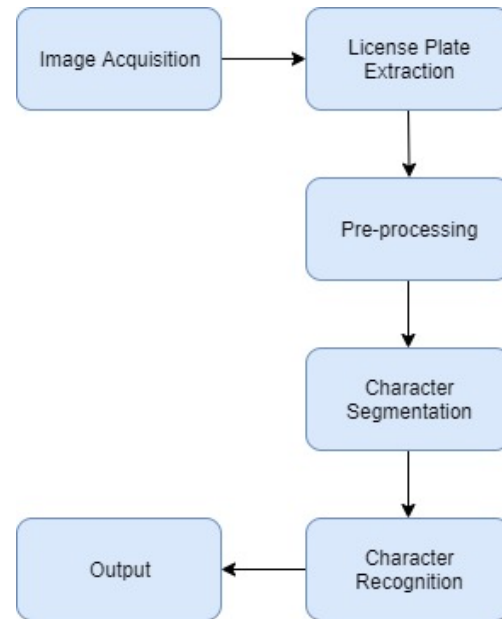 Image Acquisition
License Plate
Extraction
Pre-processing
Character
Segmentation
Character
Recognition
Output